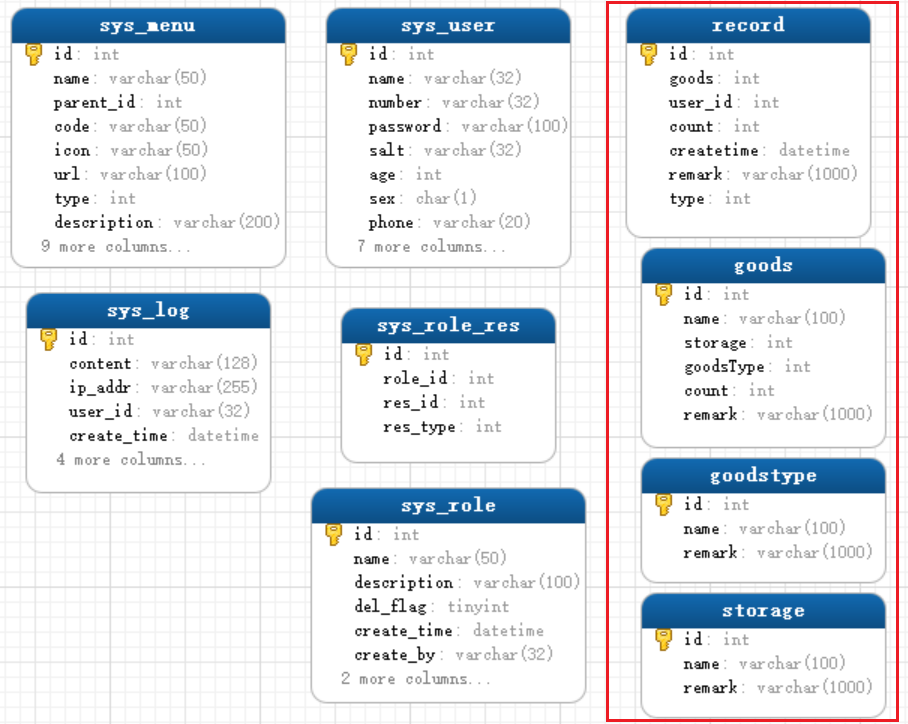 sys_menu
id: int
name: varchar(50)
parent_id: int
code: varchar(50)
icon: varchar(50)
url: varchar(100)
type: int
description: varchar(200)
9 more columns...
sys_user
id: int
name: varchar(32)
number: varchar(32)
password: varchar(100)
salt: varchar(32)
age: int
sex: char(1)
phone: varchar(20)
7 more columns...
record
id: int
goods: int
user_id: int
count: int
createtime: datetime
remark: varchar(1000)
type: int
goods
id: int
name: varchar(100)
storage: int
goodsType: int
count: int
remark: varchar(1000)
sys_log
id: int
content: varchar(128)
ip_addr: varchar(255)
user_id: varchar(32)
create_time: datetime
4 more columns...
sys_role_res
id: int
role_id: int
res_id: int
res_type: int
goodstype
id: int
name: varchar(100)
remark: varchar(1000)
sys_role
id: int
name: varchar(50)
description: varchar(100)
del_flag: tinyint
create_time: datetime
create_by: varchar(32)
2 more columns...
storage
id: int
name: varchar(100)
remark: varchar(1000)